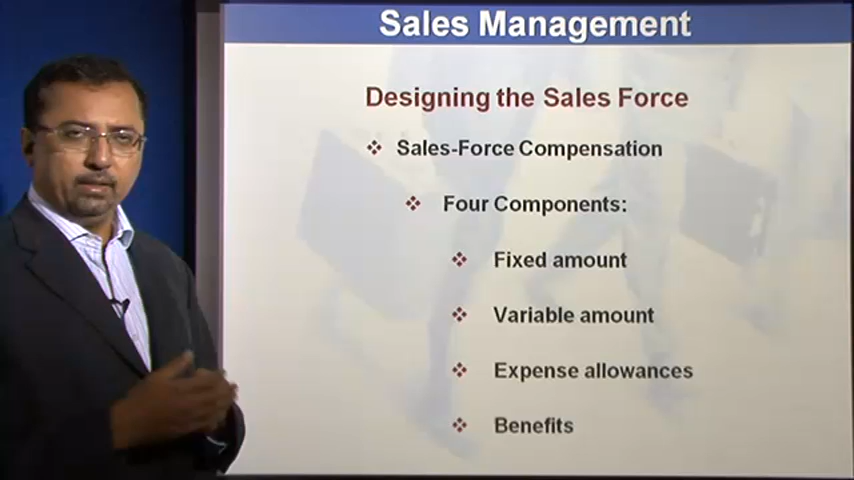 Sales Management
Designing the Sales Force
Sales-Force Compensation
Four Components:
Fixed amount
Variable amount
Expense allowances
Benefits